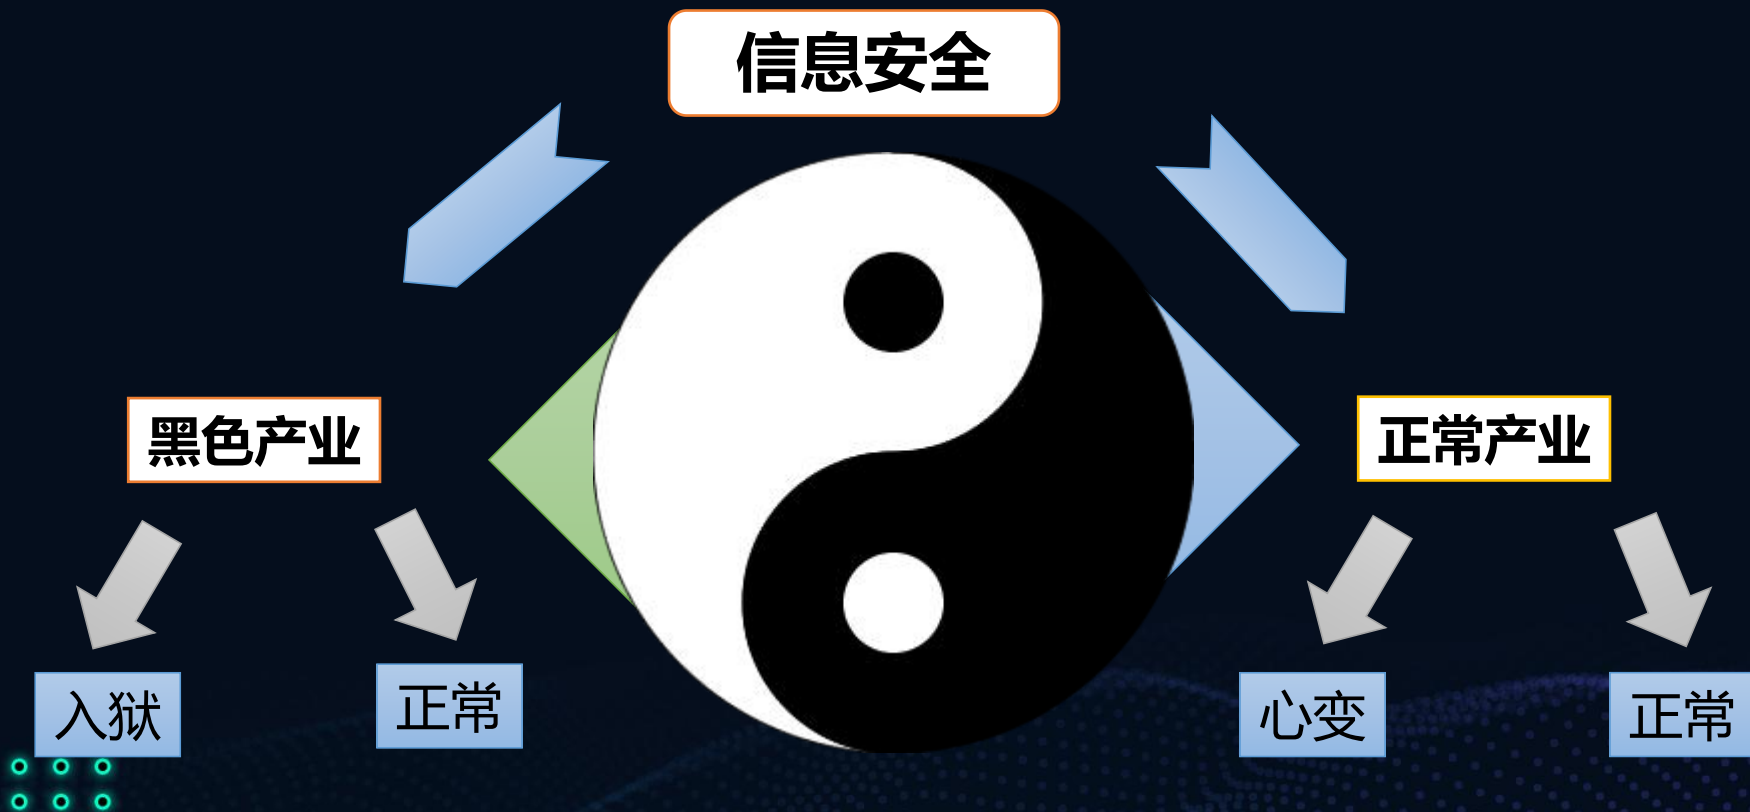 信息安全
黑色产业
正常产业
入狱
正常
心变
正常